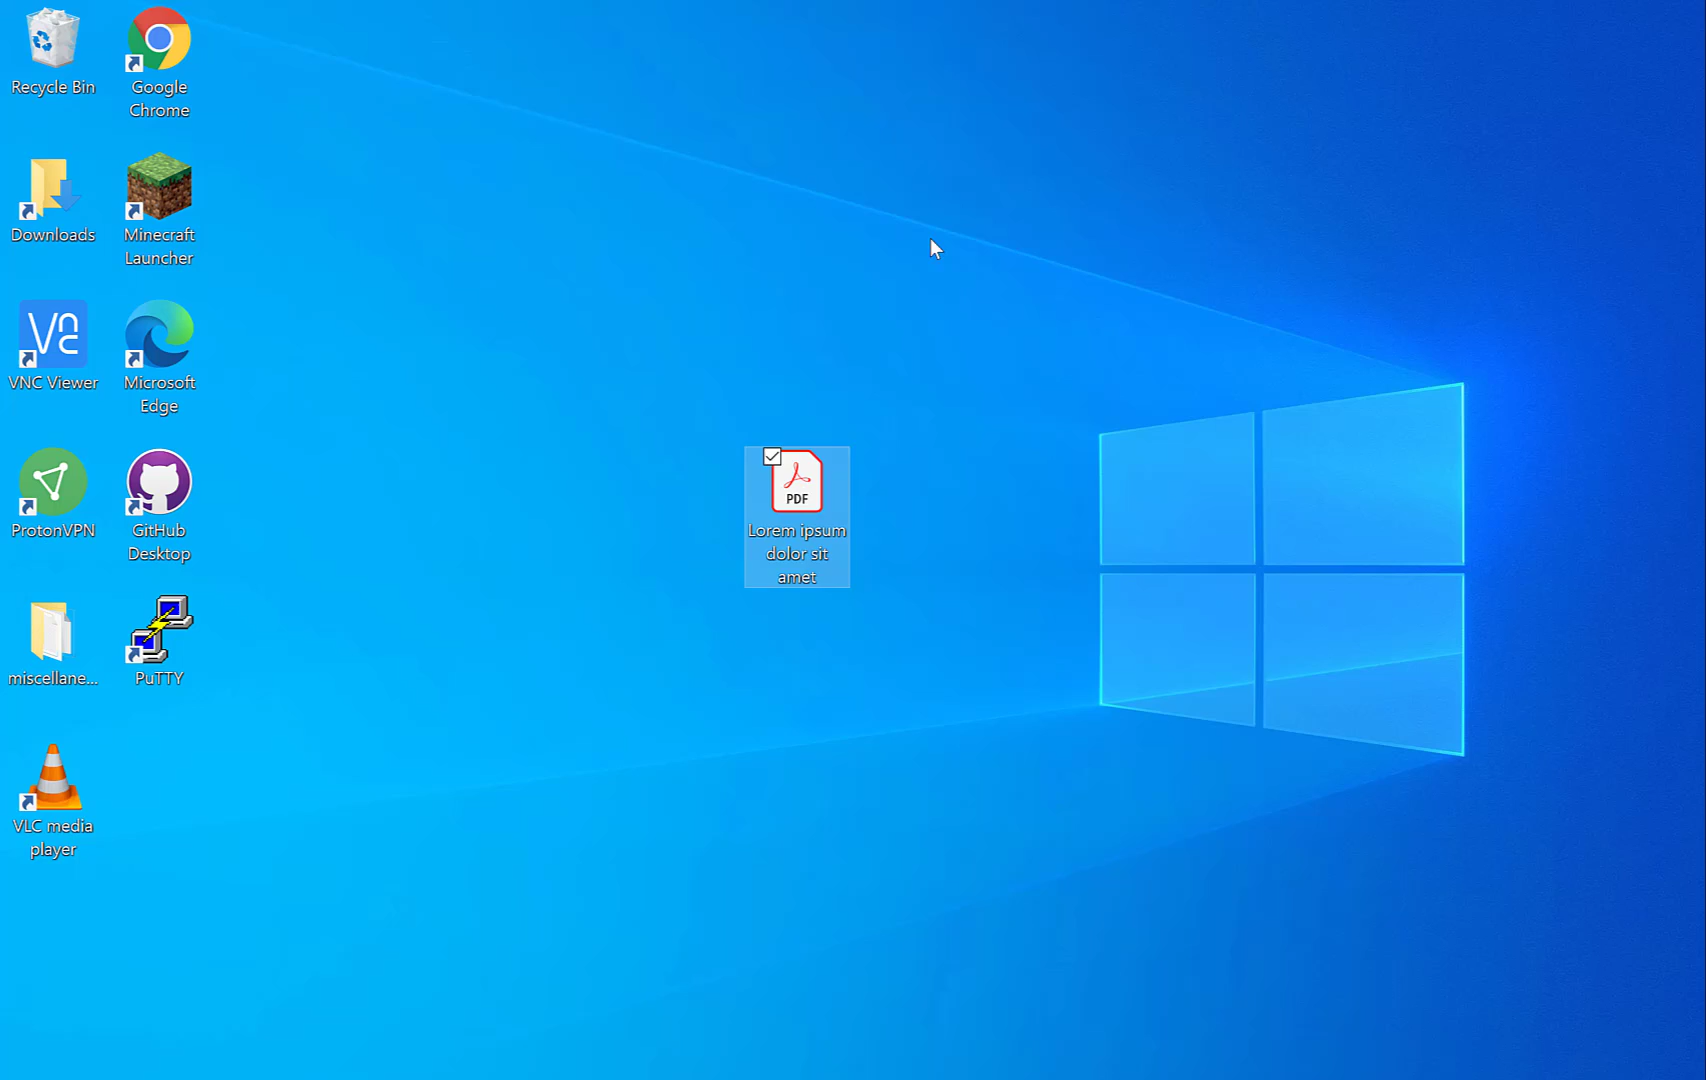 Recycle Bin
Google
Chrome
Downloads
Minecraft
Launcher
Vnc
VNC Viewer
Microsoft
Edge
ProtonVPN
GitHub
Desktop
PDF
Lorem ipsum
dolor sit
amet
miscellane...
PuTTY
VLC media
player